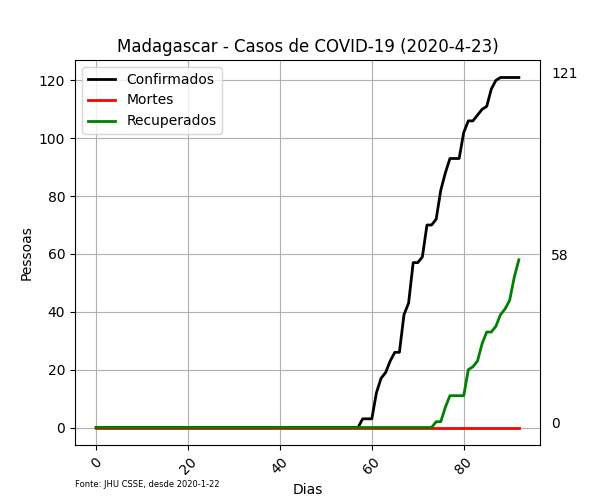 Madagascar - Casos de COVID-19 (2020-4-23)
Confirmados
Mortes
Recuperados
Pessoas
120
100
80
60
40
20
0
121
58
0
0
20
40
60
80
Dias
Fonte: JHU CSSE, desde 2020-1-22